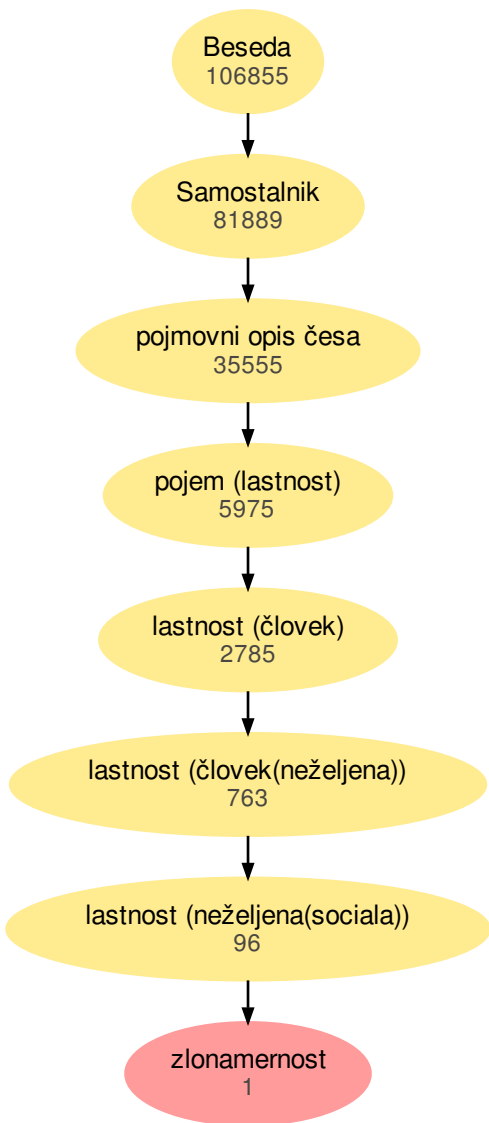 Beseda
106855
Samostalnik
81889
pojmovni opis česa
35555
pojem (lastnost)
5975
lastnost (človek)
2785
lastnost (človek(neželjena))
763
lastnost (neželjena(sociala))
96
zlonamernost
1